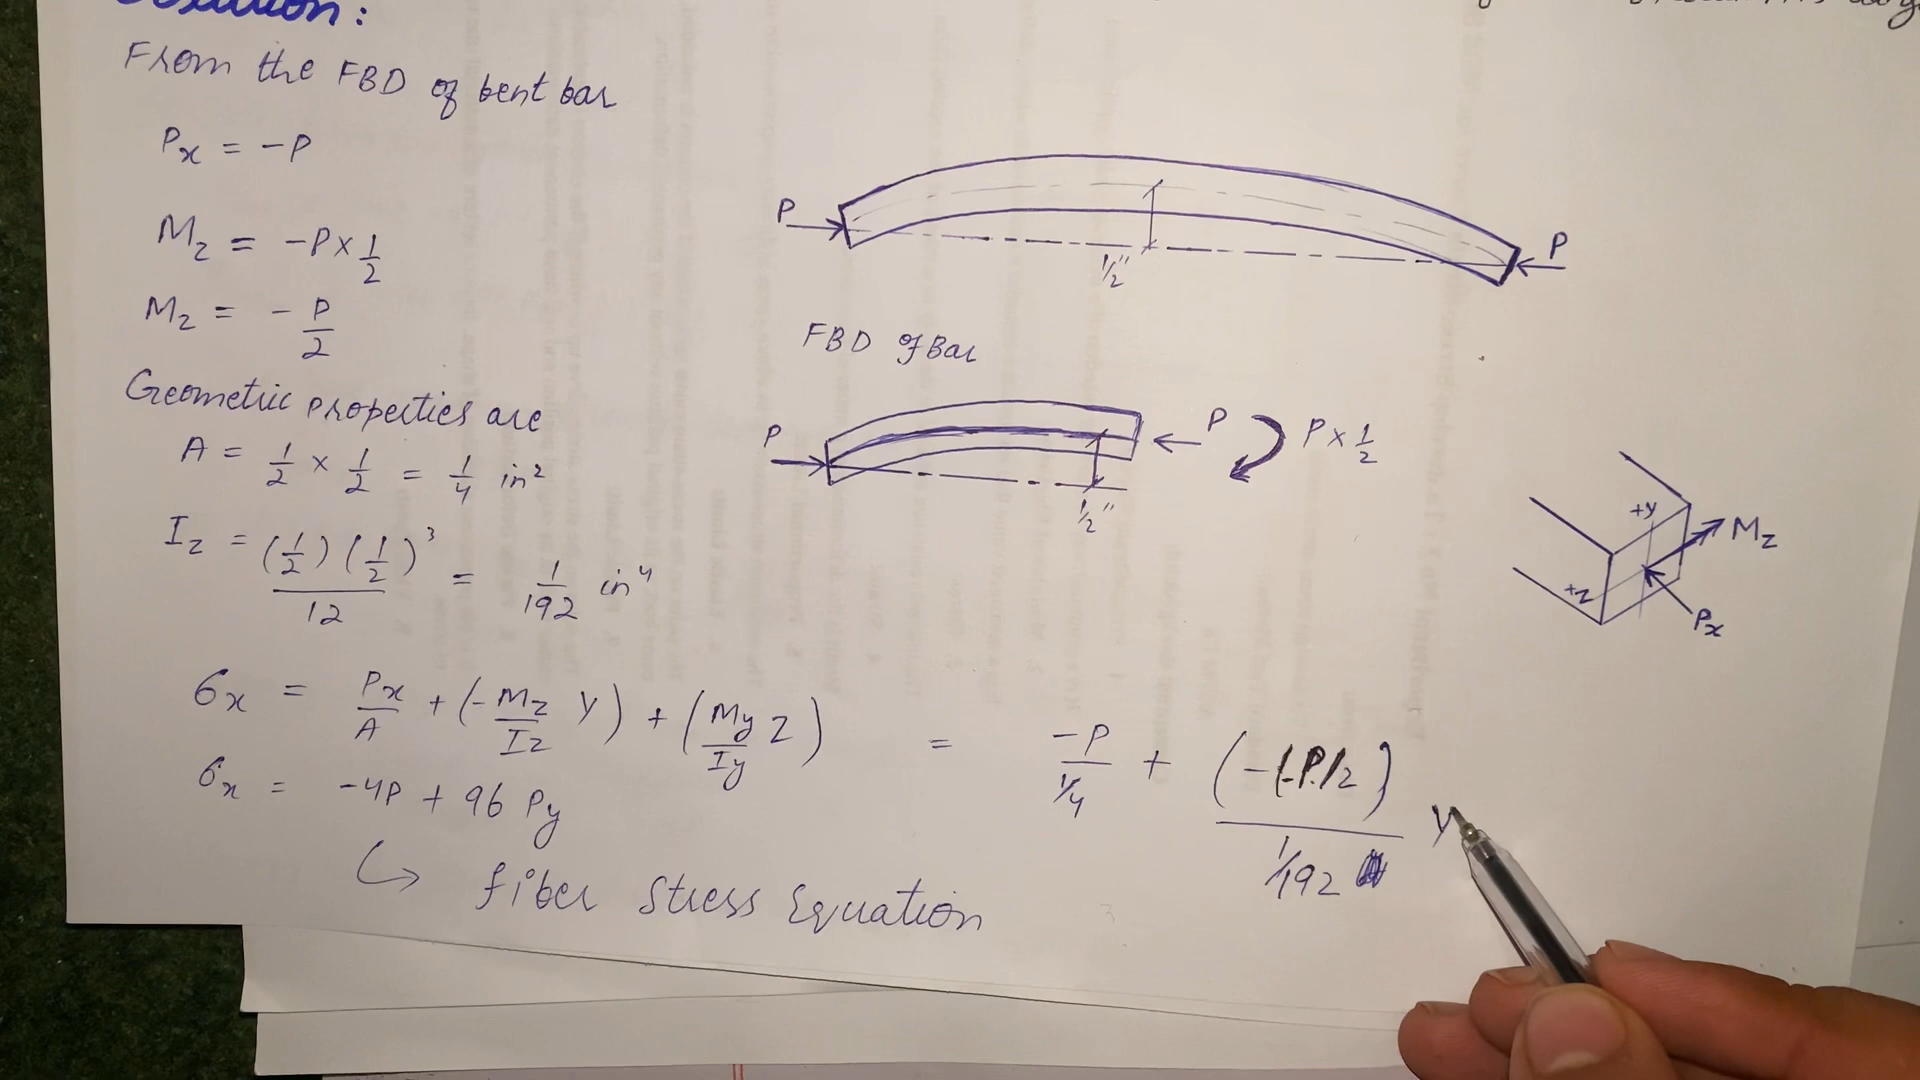 Solution:
From the FBD of bent bar
Px = -P
Mz = -P × 1/2
Mz = - P/2
Geometric properties are
A = 1/2 × 1/2 = 1/4 in²
Iz = (1/2)(1/2)³/12 = 1/192 in⁴
σx = Px/A + (-Mz/Iz y) + (My/Iy z) = -P/1/4 + (-(-P/2)/1/192) y
σx = -4P + 96 Py
↳ fiber Stress Equation
P
1/2"
P
FBD of Bar
P
1/2"
P
P × 1/2
+y
+z
Mz
Px